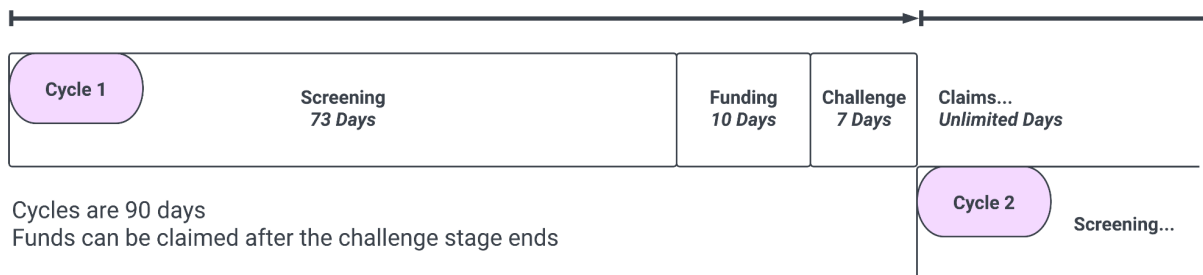 Cycle 1
Screening
73 Days
Funding
10 Days
Challenge
7 Days
Claims...
Unlimited Days
Cycles are 90 days
Funds can be claimed after the challenge stage ends
Cycle 2
Screening...